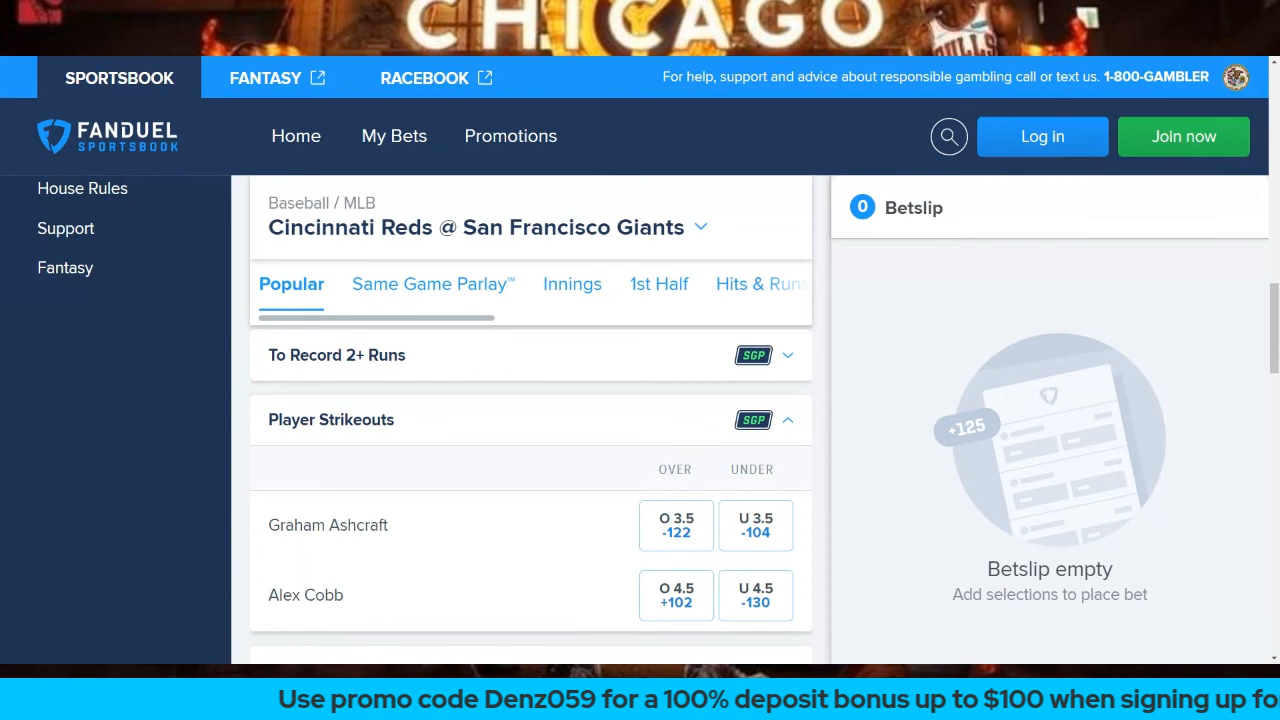 CHICAGO
BULLS
SPORTSBOOK
FANTASY
RACEBOOK
For help, support and advice about responsible gambling call or text us. 1-800-GAMBLER
FANDUEL
SPORTSBOOK
Home
My Bets
Promotions
Log in
Join now
House Rules
Support
Fantasy
Baseball / MLB
Cincinnati Reds @ San Francisco Giants
Popular
Same Game Parlay™
Innings
1st Half
Hits & Runs
To Record 2+ Runs
SGP
Player Strikeouts
SGP
OVER
UNDER
Graham Ashcraft
O 3.5
-122
U 3.5
-104
Alex Cobb
O 4.5
+102
U 4.5
-130
0 Betslip
+125
Betslip empty
Add selections to place bet
Use promo code Denz059 for a 100% deposit bonus up to $100 when signing up fo